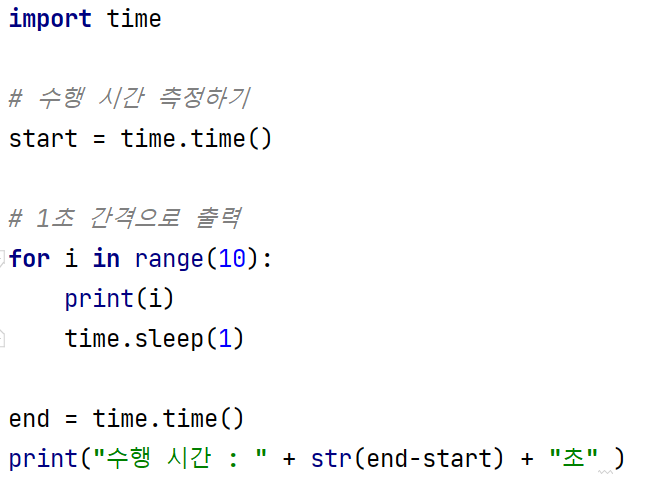 import time
# 수행 시간 측정하기
start = time.time()
# 1초 간격으로 출력
for i in range(10):
    print(i)
    time.sleep(1)
end = time.time()
print("수행 시간 : " + str(end-start) + "초" )